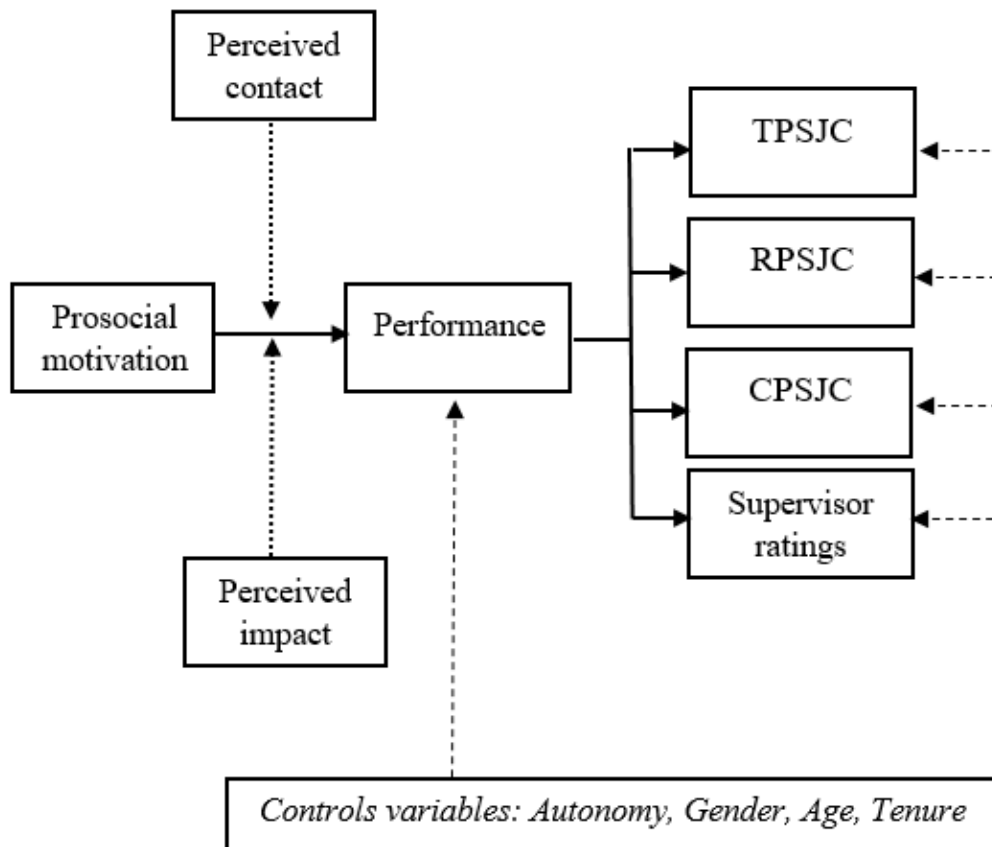 Perceived
contact
TPSJC
RPSJC
Prosocial
motivation
Performance
CPSJC
Supervisor
ratings
Perceived
impact
Controls variables: Autonomy, Gender, Age, Tenure